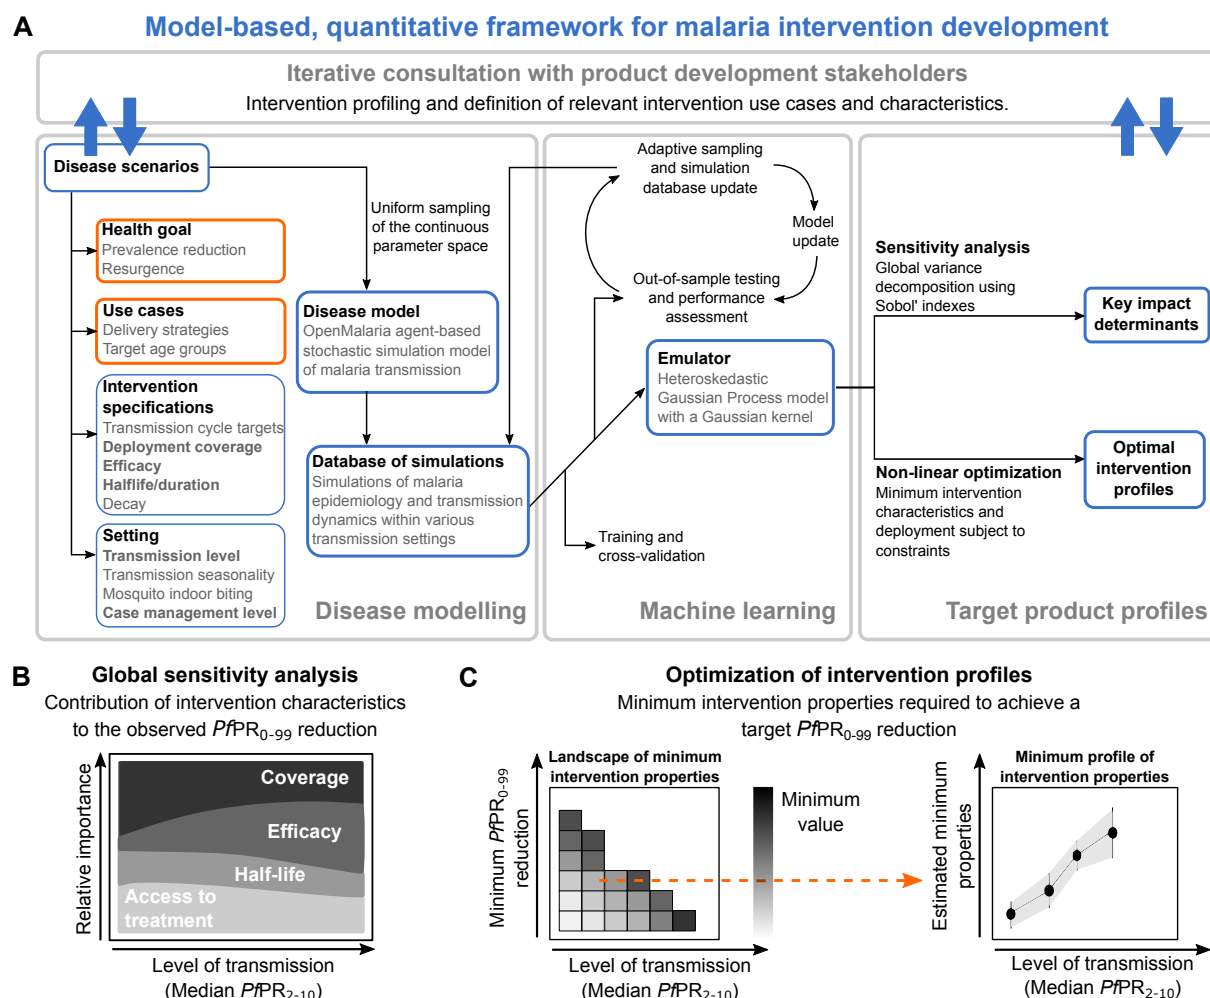 A
Model-based, quantitative framework for malaria intervention development
Iterative consultation with product development stakeholders
Intervention profiling and definition of relevant intervention use cases and characteristics.
Disease scenarios
Health goal
Prevalence reduction
Resurgence
Use cases
Delivery strategies
Target age groups
Intervention
specifications
Transmission cycle targets
Deployment coverage
Efficacy
Halflife/duration
Decay
Setting
Transmission level
Transmission seasonality
Mosquito indoor biting
Case management level
Uniform sampling
of the continuous
parameter space
Disease model
OpenMalaria agent-based
stochastic simulation model
of malaria transmission
Database of simulations
Simulations of malaria
epidemiology and transmission
dynamics within various
transmission settings
Disease modelling
Adaptive sampling
and simulation
database update
Model
update
Out-of-sample testing
and performance
assessment
Emulator
Heteroskedastic
Gaussian Process model
with a Gaussian kernel
Training and
cross-validation
Machine learning
Sensitivity analysis
Global variance
decomposition using
Sobol' indexes
Key impact
determinants
Non-linear optimization
Minimum intervention
characteristics and
deployment subject to
constraints
Optimal
intervention
profiles
Target product profiles
B
Global sensitivity analysis
Contribution of intervention characteristics
to the observed PfPR0-99 reduction
Relative importance
Coverage
Efficacy
Half-life
Access to
treatment
Level of transmission
(Median PfPR2-10)
C
Optimization of intervention profiles
Minimum intervention properties required to achieve a
target PfPR0-99 reduction
Landscape of minimum
intervention properties
Minimum PfPR0-99
reduction
Minimum
value
Level of transmission
(Median PfPR2-10)
Minimum profile of
intervention properties
Estimated minimum
properties
Level of transmission
(Median PfPR2-10)